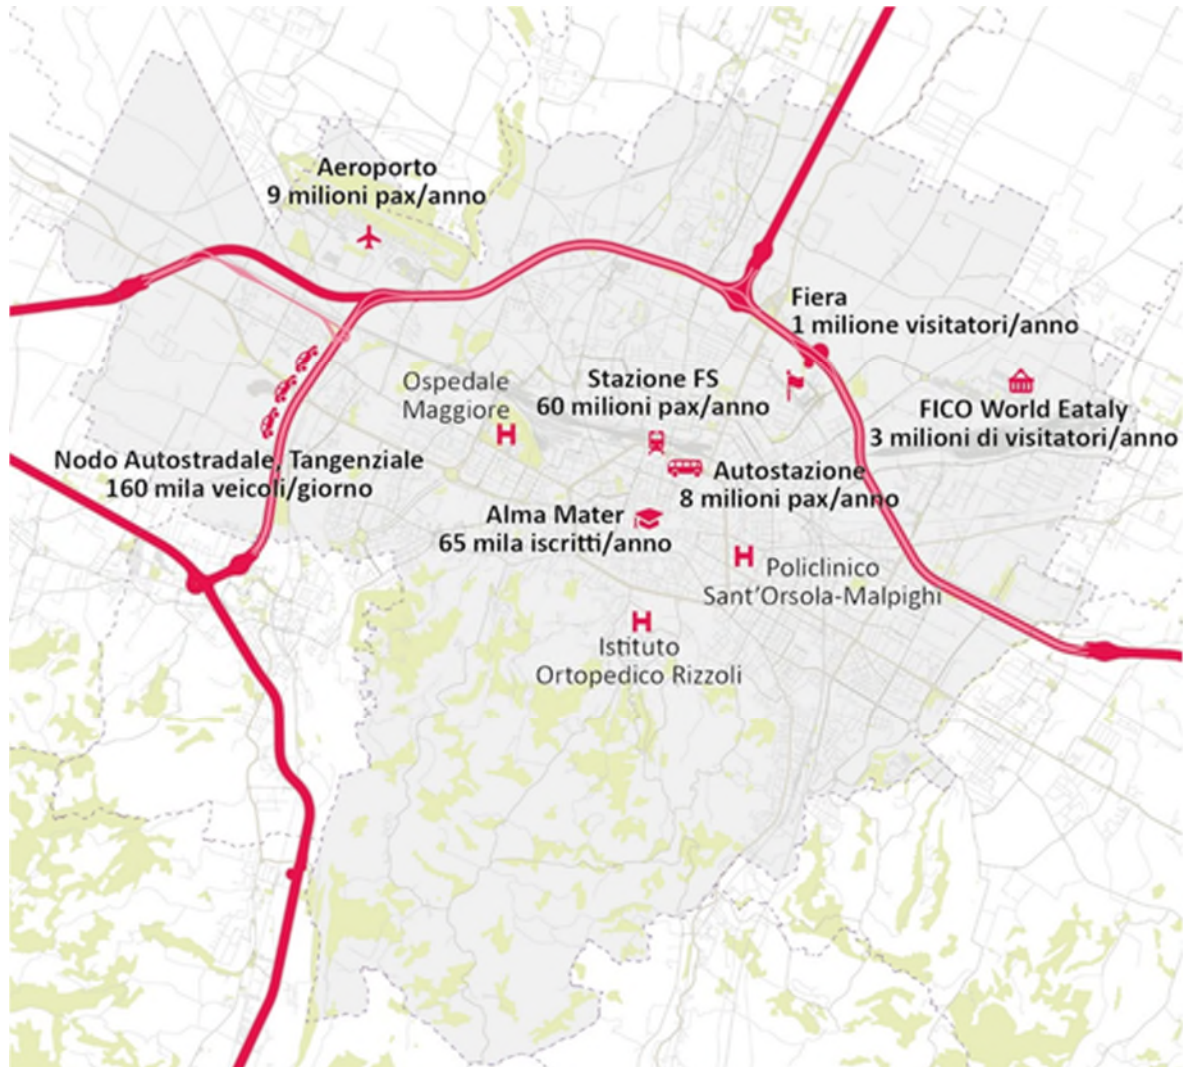 Aeroporto
9 milioni pax/anno
Fiera
1 milione visitatori/anno
Ospedale
Maggiore
H
Stazione FS
60 milioni pax/anno
FICO World Eataly
3 milioni di visitatori/anno
Nodo Autostradale, Tangenziale
160 mila veicoli/giorno
Autostazione
8 milioni pax/anno
Alma Mater
65 mila iscritti/anno
H
Policlinico
Sant'Orsola-Malpighi
H
Istituto
Ortopedico Rizzoli